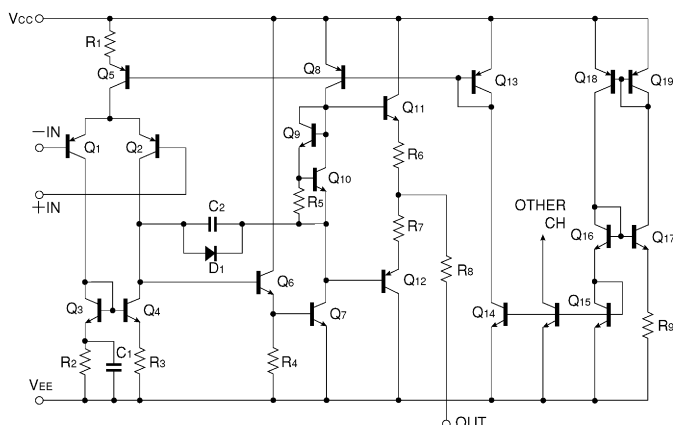 VCC
R1
Q5
Q8
Q13
Q18
Q19
Q11
−IN
Q1
Q2
Q9
R6
Q10
+IN
R5
C2
OTHER
CH
D1
R7
Q16
Q17
Q6
Q12
R8
Q3
Q4
Q7
Q14
Q15
R9
R2
C1
R3
R4
VEE
OUT